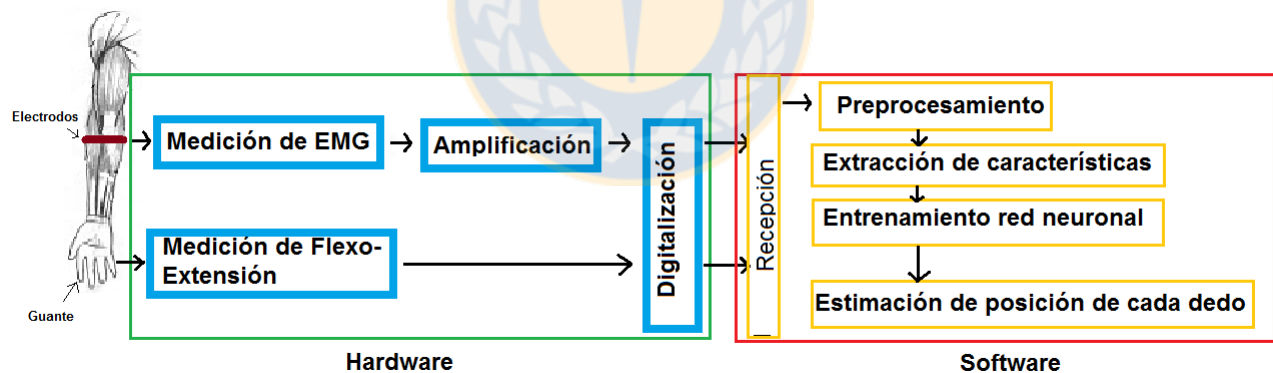 Electrodos
Medición de EMG
Amplificación
Digitalización
Medición de Flexo-
Extensión
Guante
Hardware
Recepción
Preprocesamiento
Extracción de características
Entrenamiento red neuronal
Estimación de posición de cada dedo
Software